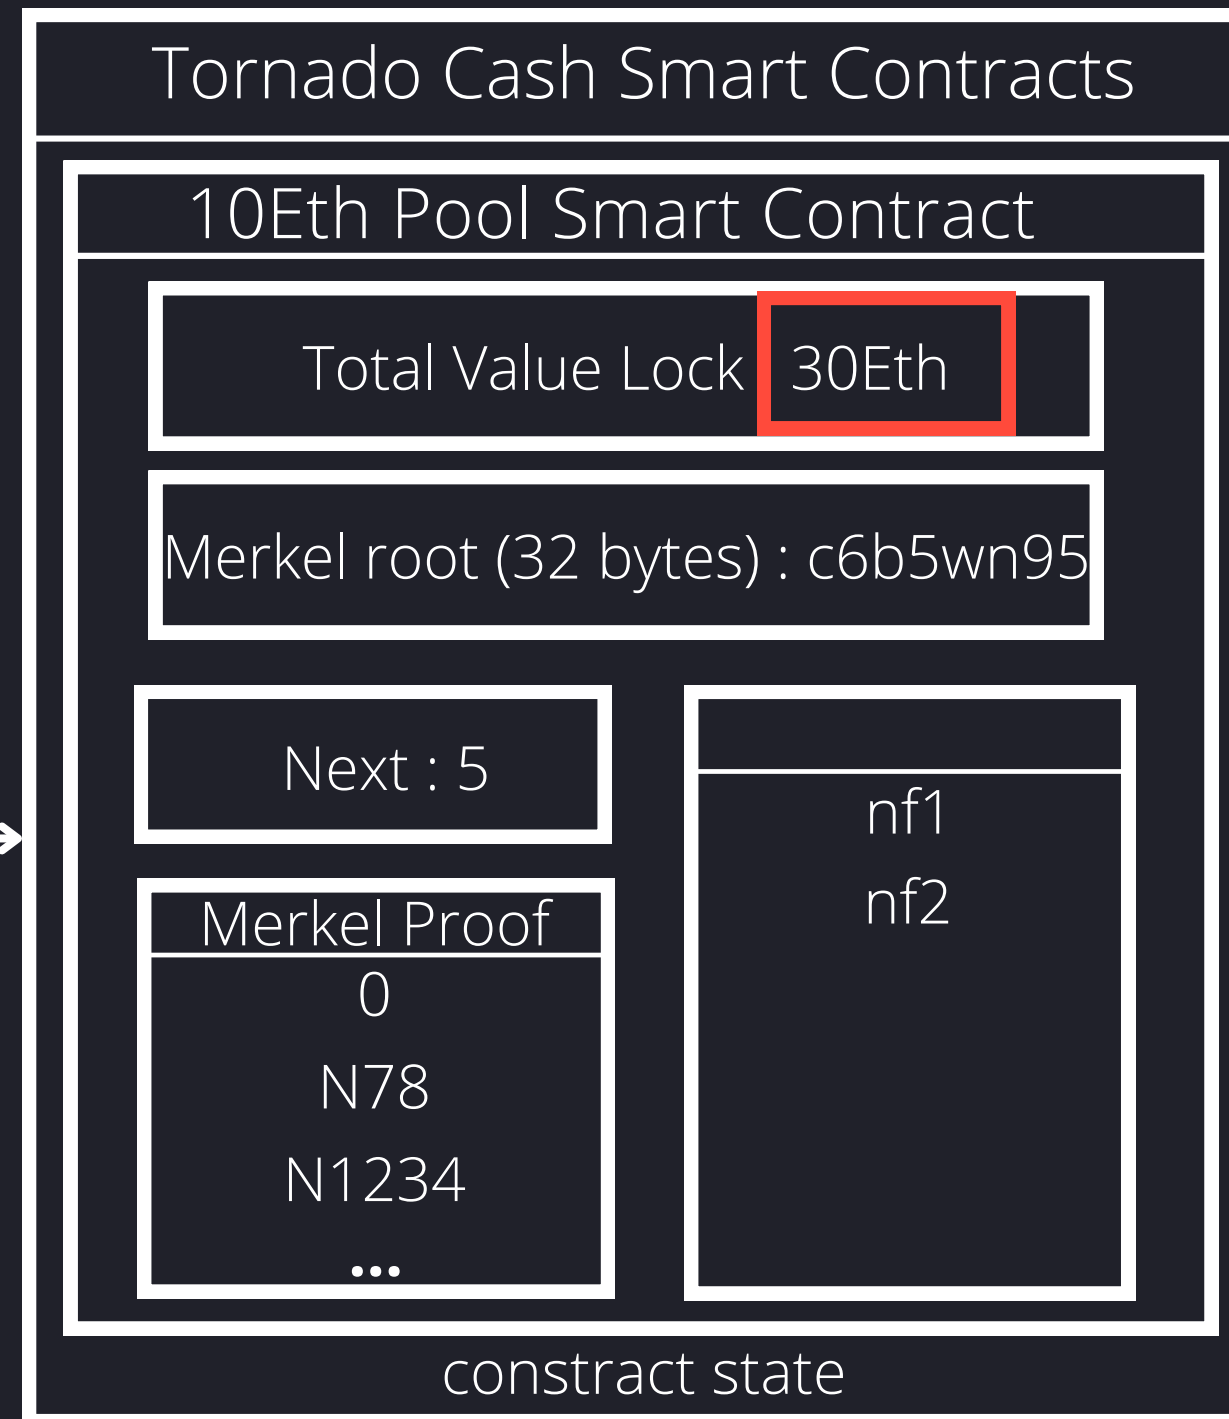 Tornado Cash Smart Contracts
10Eth Pool Smart Contract
Total Value Lock 30Eth
Merkel root (32 bytes) : c6b5wn95
Next : 5
Merkel Proof
0
N78
N1234
...
nf1
nf2
constract state